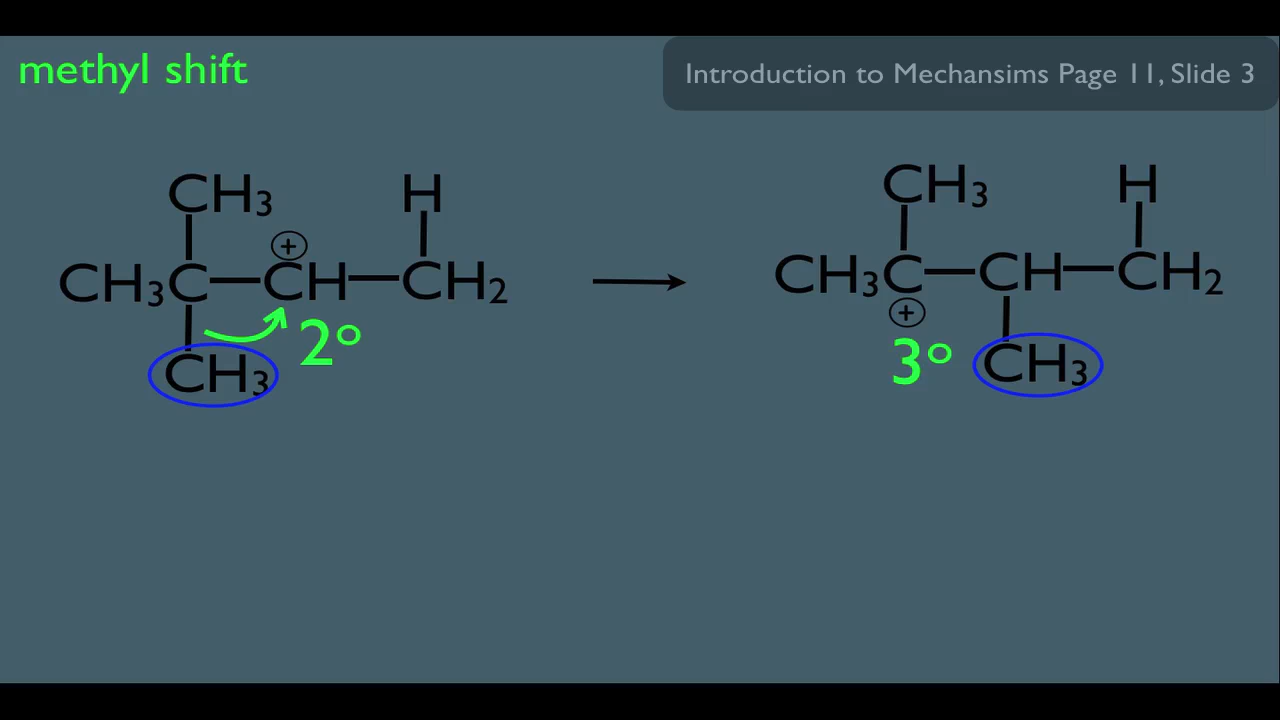 methyl shift
Introduction to Mechansims Page 11, Slide 3
CH₃ H
CH₃C—CH—CH₂
+
2°
CH₃
CH₃ H
CH₃C—CH—CH₂
+
3°
CH₃